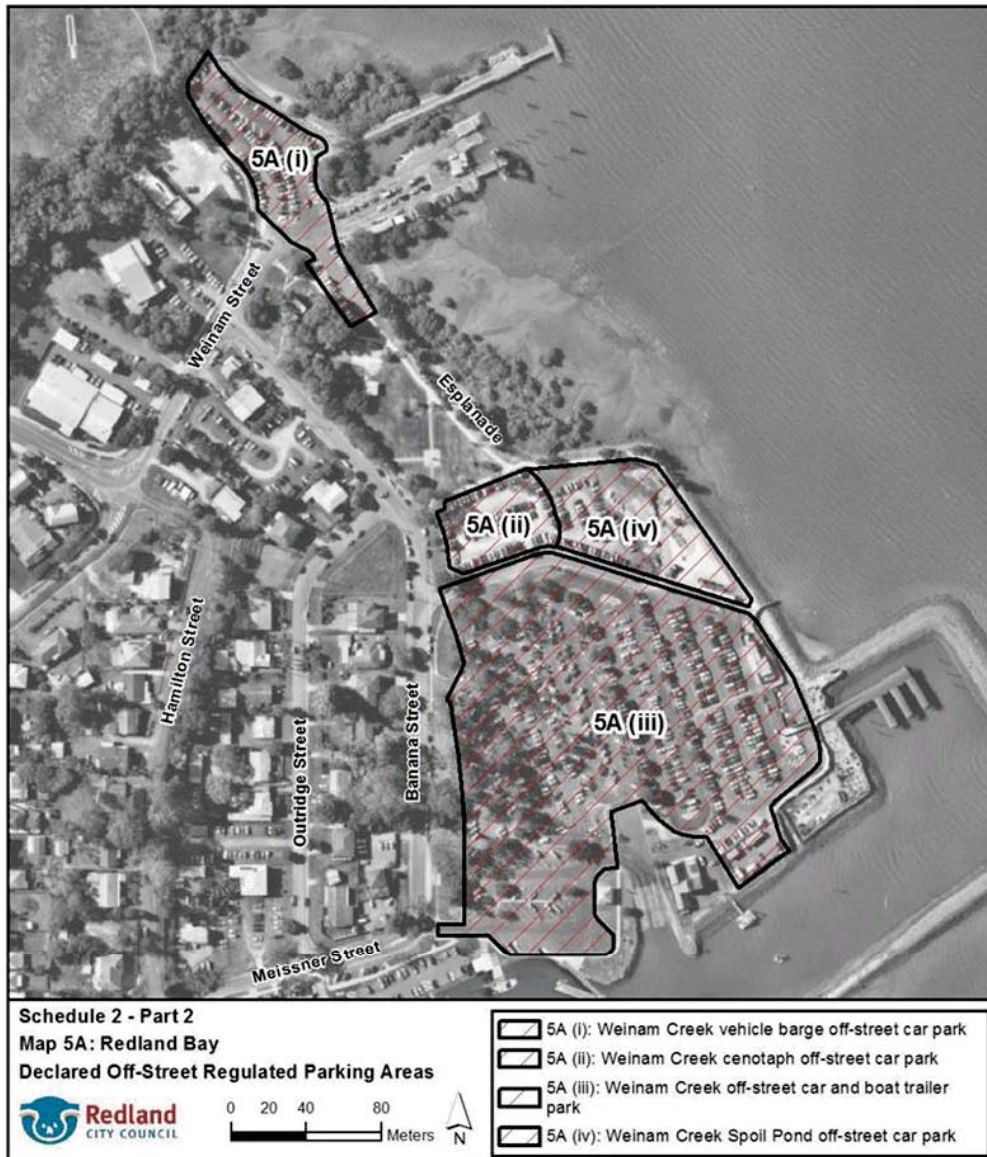 5A (i)
Weinam Street
Esplanade
5A (ii)
5A (iv)
Hamilton Street
5A (iii)
Outridge Street
Banana Street
Meissner Street
Schedule 2 - Part 2
Map 5A: Redland Bay
Declared Off-Street Regulated Parking Areas
Redland
CITY COUNCIL
0 20 40 80
Meters
N
5A (i): Weinam Creek vehicle barge off-street car park
5A (ii): Weinam Creek cenotaph off-street car park
5A (iii): Weinam Creek off-street car and boat trailer
park
5A (iv): Weinam Creek Spoil Pond off-street car park